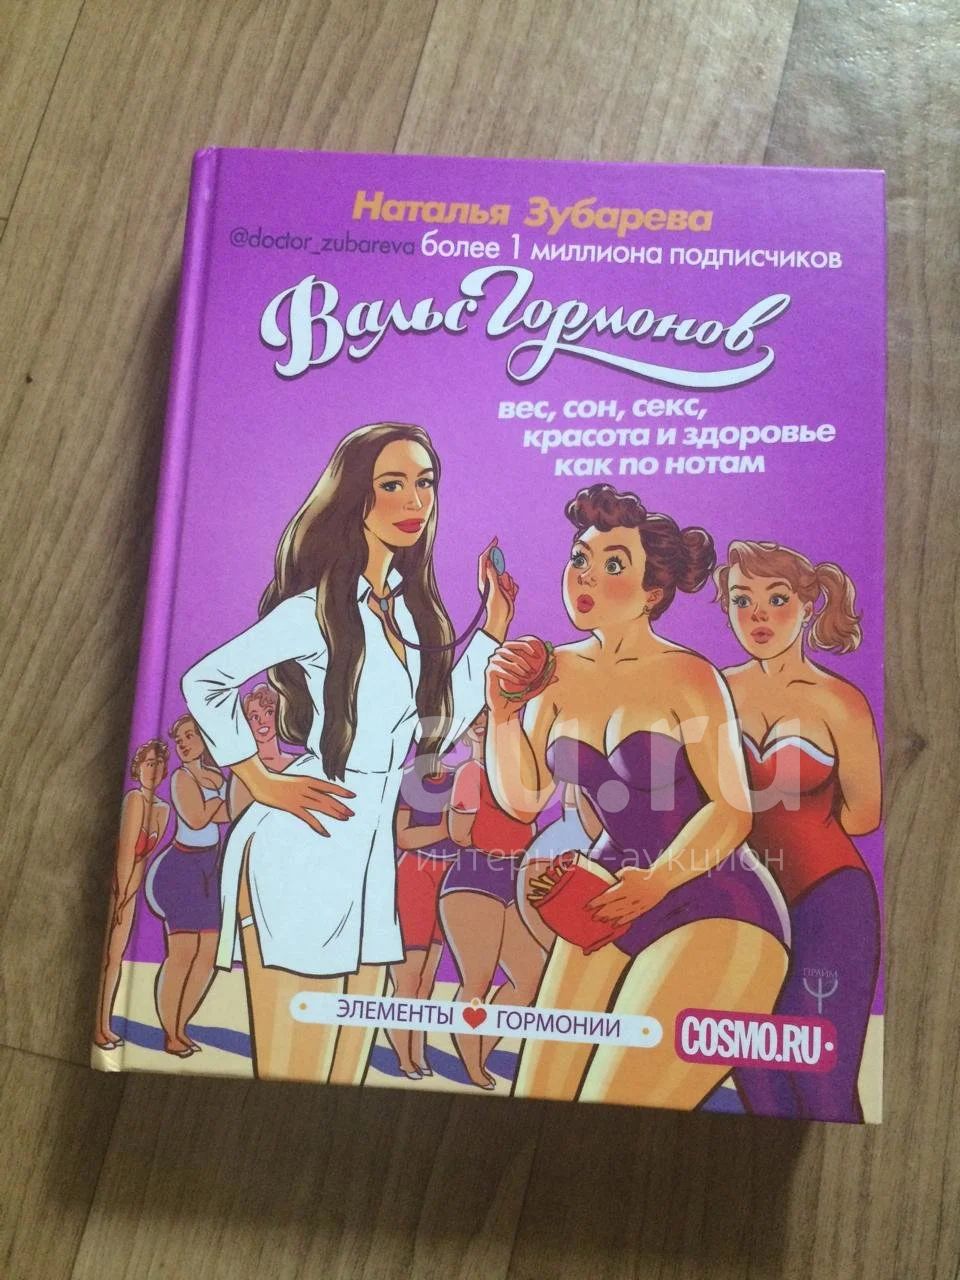 Наталья Зубарева
@doctor_zubareva более 1 миллиона подписчиков
Вальс Гормонов
вес, сон, секс,
красота и здоровье
как по нотам
au.ru
интернет-аукцион
ПРАЙМ
ЭЛЕМЕНТЫ ГОРМОНИИ
COSMO.RU